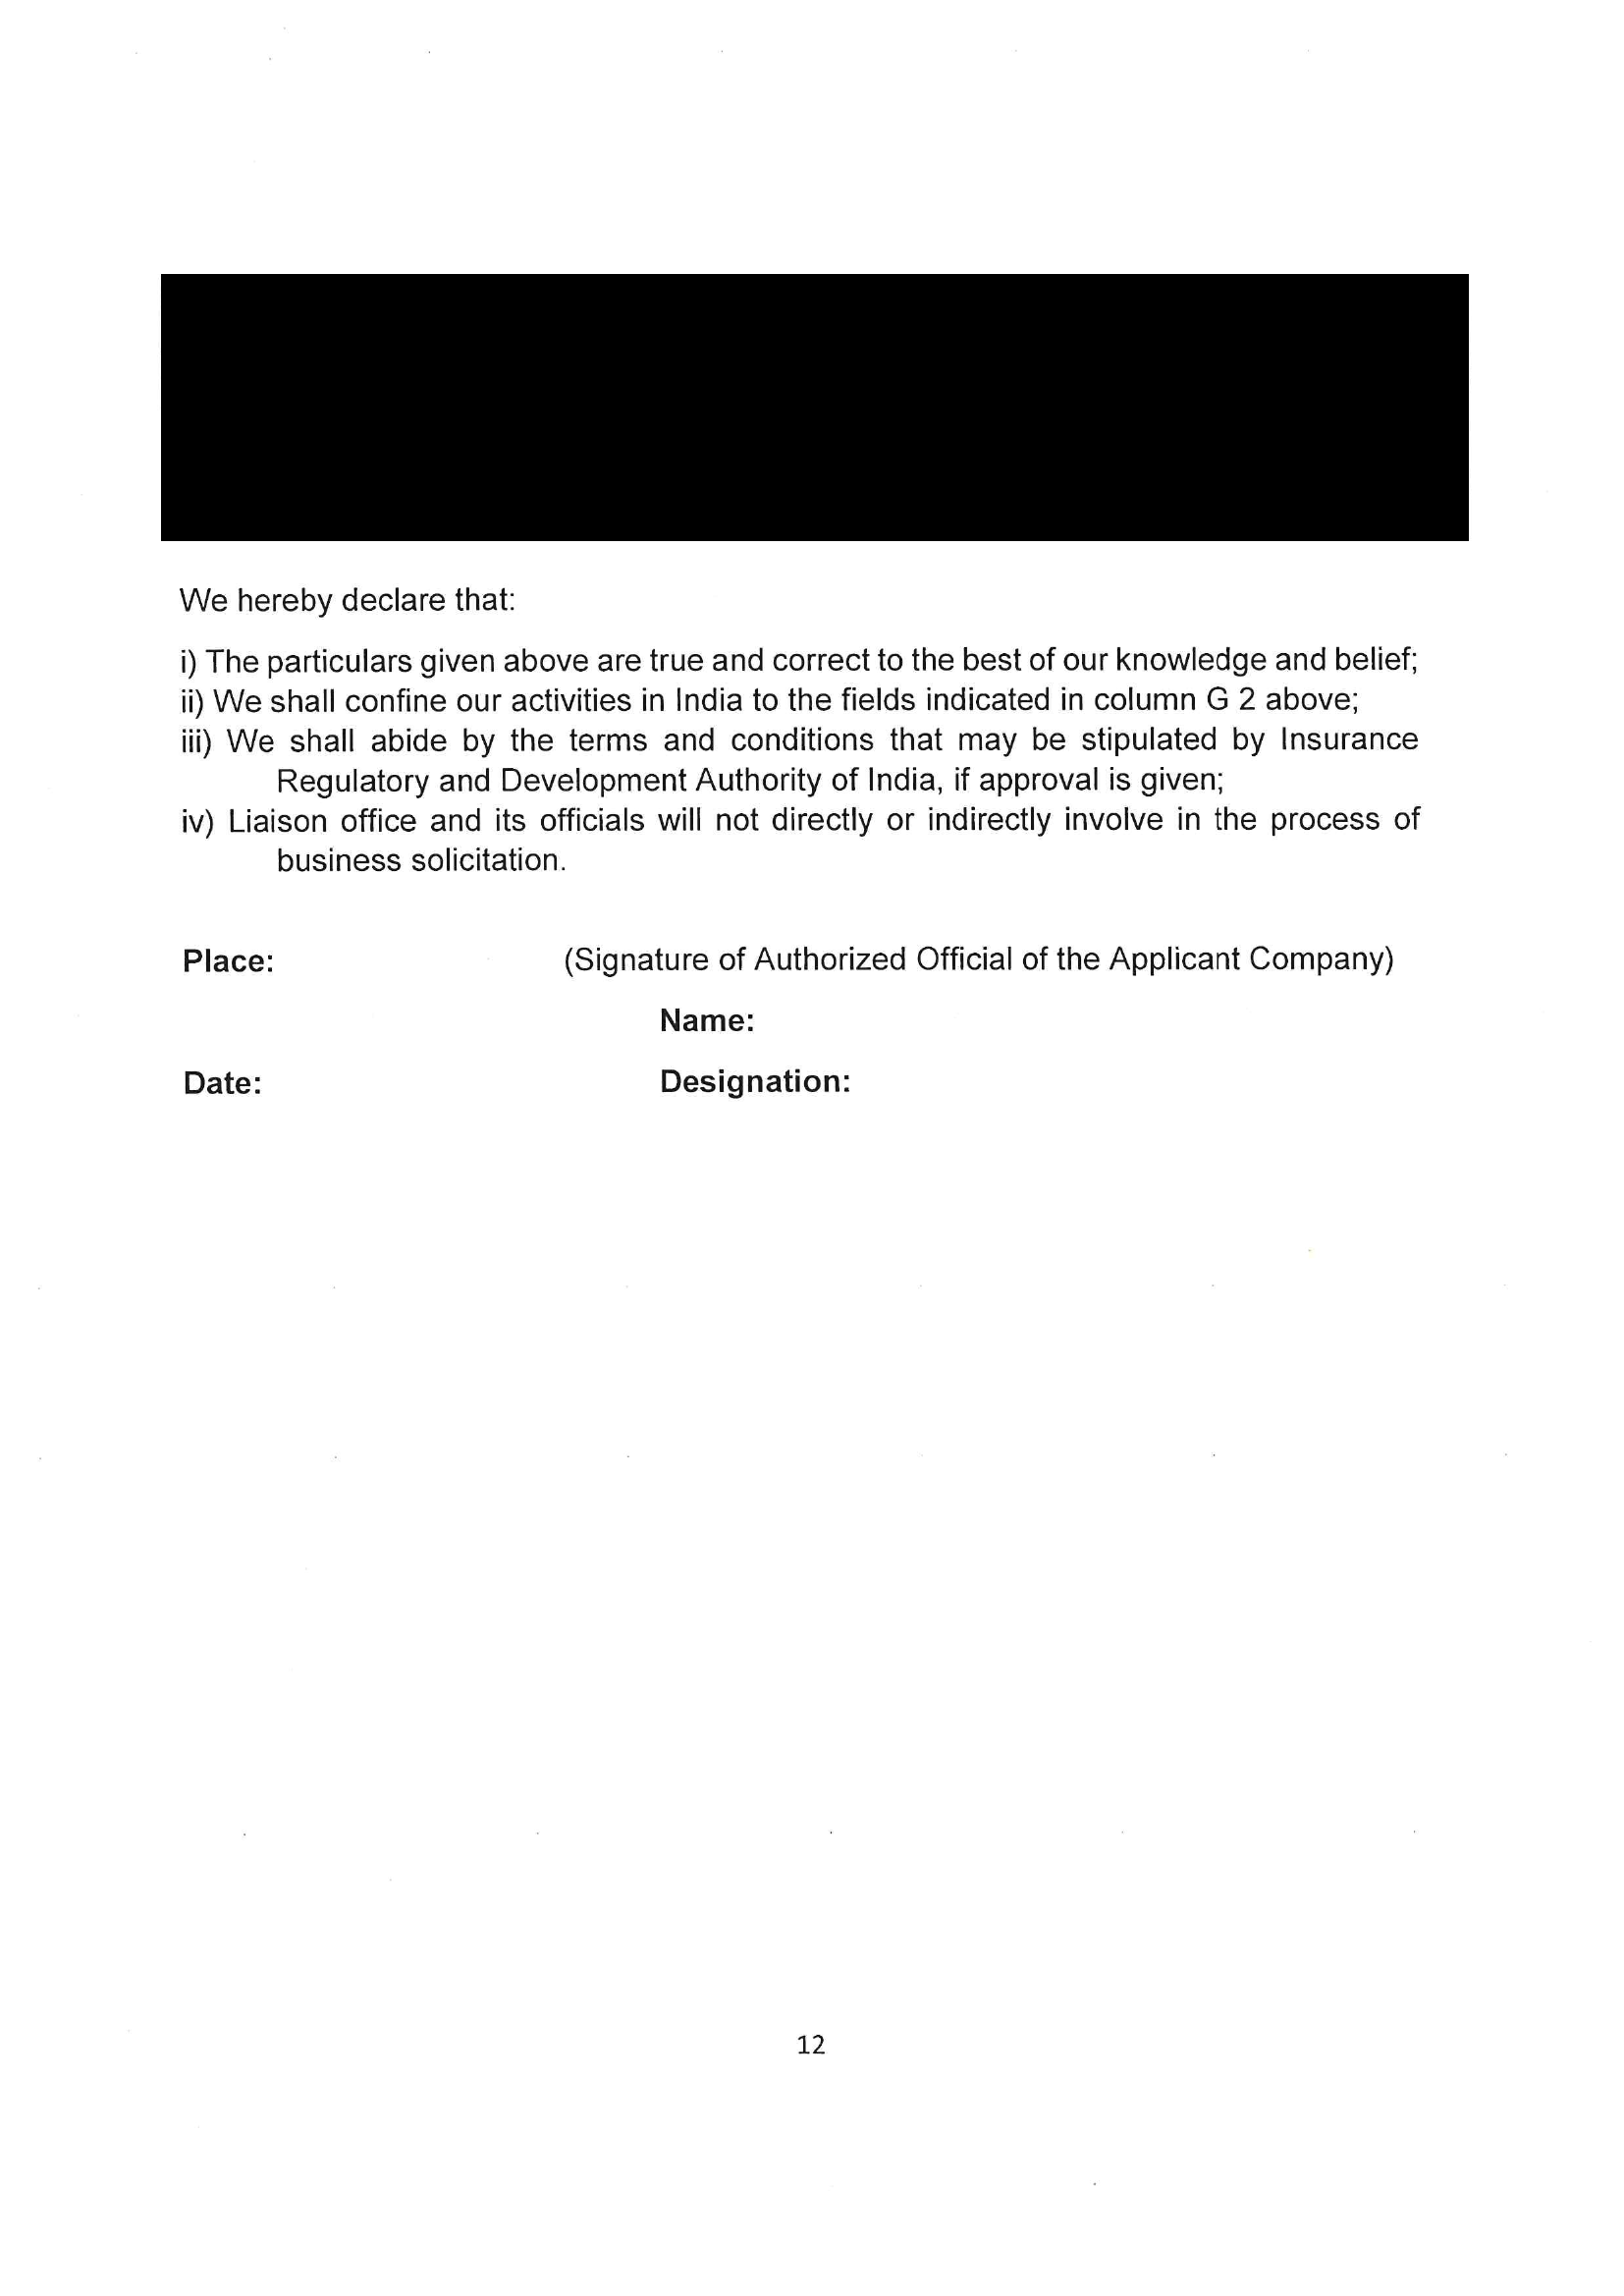 We hereby declare that:
i) The particulars given above are true and correct to the best of our knowledge and belief;
ii) We shall confine our activities in India to the fields indicated in column G 2 above;
iii) We shall abide by the terms and conditions that may be stipulated by Insurance
Regulatory and Development Authority of India, if approval is given;
iv) Liaison office and its officials will not directly or indirectly involve in the process of
business solicitation.
Place: (Signature of Authorized Official of the Applicant Company)
Name:
Date: Designation:
12